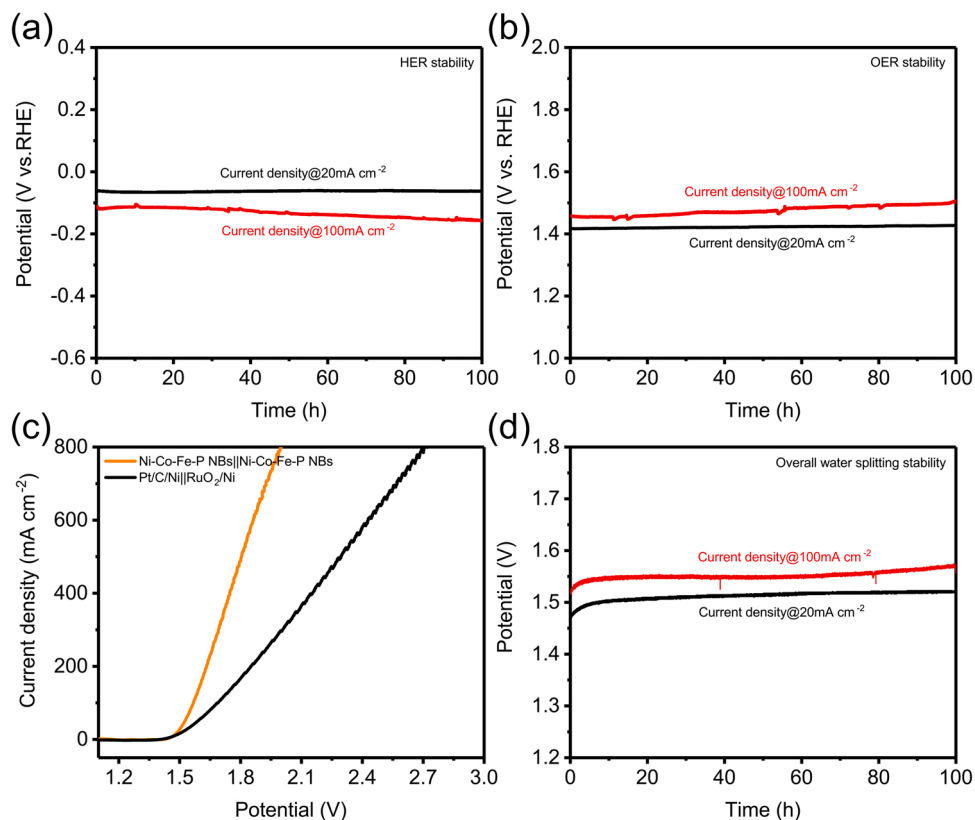 (a)
0.4
0.2
0.0
-0.2
-0.4
-0.6
Potential (V vs.RHE)
HER stability
Current density@20mA cm⁻²
Current density@100mA cm⁻²
0 20 40 60 80 100
Time (h)
(b)
2.0
1.8
1.6
1.4
1.2
1.0
Potential (V vs. RHE)
OER stability
Current density@100mA cm⁻²
Current density@20mA cm⁻²
0 20 40 60 80 100
Time (h)
(c)
800
600
400
200
0
Current density (mA cm⁻²)
Ni-Co-Fe-P NBs||Ni-Co-Fe-P NBs
Pt/C/Ni||RuO₂/Ni
1.2 1.5 1.8 2.1 2.4 2.7 3.0
Potential (V)
(d)
1.8
1.7
1.6
1.5
1.4
1.3
1.2
Potential (V)
Overall water splitting stability
Current density@100mA cm⁻²
Current density@20mA cm⁻²
0 20 40 60 80 100
Time (h)